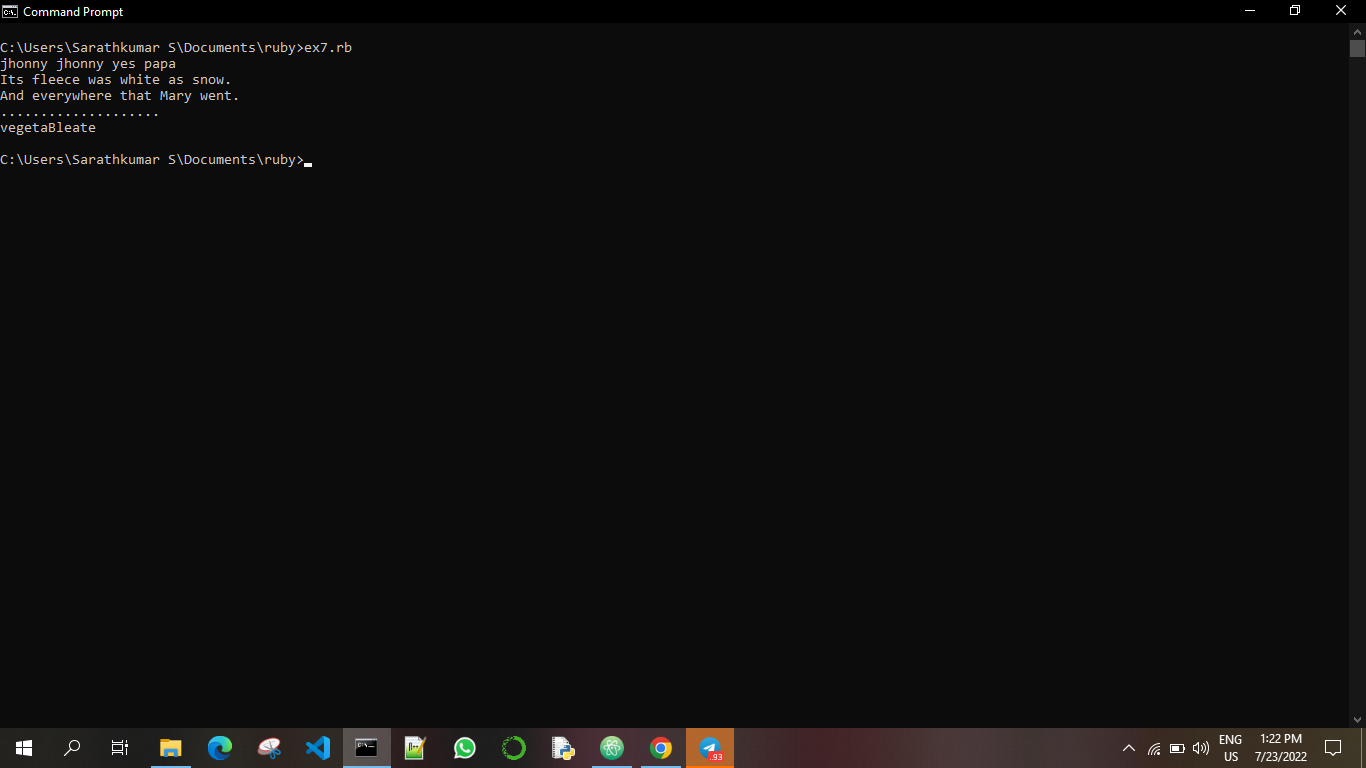 Command Prompt
C:\Users\Sarathkumar S\Documents\ruby>ex7.rb
jhonny jhonny yes papa
Its fleece was white as snow.
And everywhere that Mary went.
....................
vegetaBleate
C:\Users\Sarathkumar S\Documents\ruby>
ENG
US
1:22 PM
7/23/2022
.93